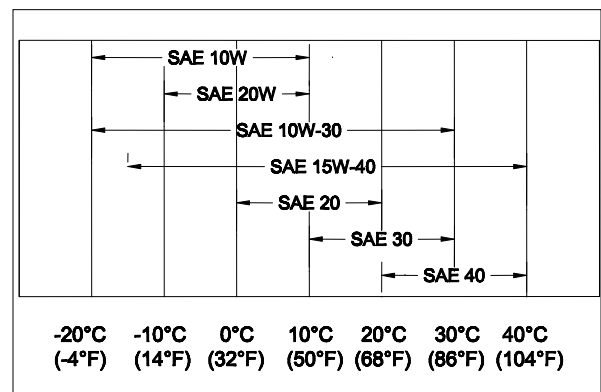 SAE 10W
SAE 20W
SAE 10W-30
SAE 15W-40
SAE 20
SAE 30
SAE 40
-20°C -10°C 0°C 10°C 20°C 30°C 40°C
(-4°F) (14°F) (32°F) (50°F) (68°F) (86°F) (104°F)